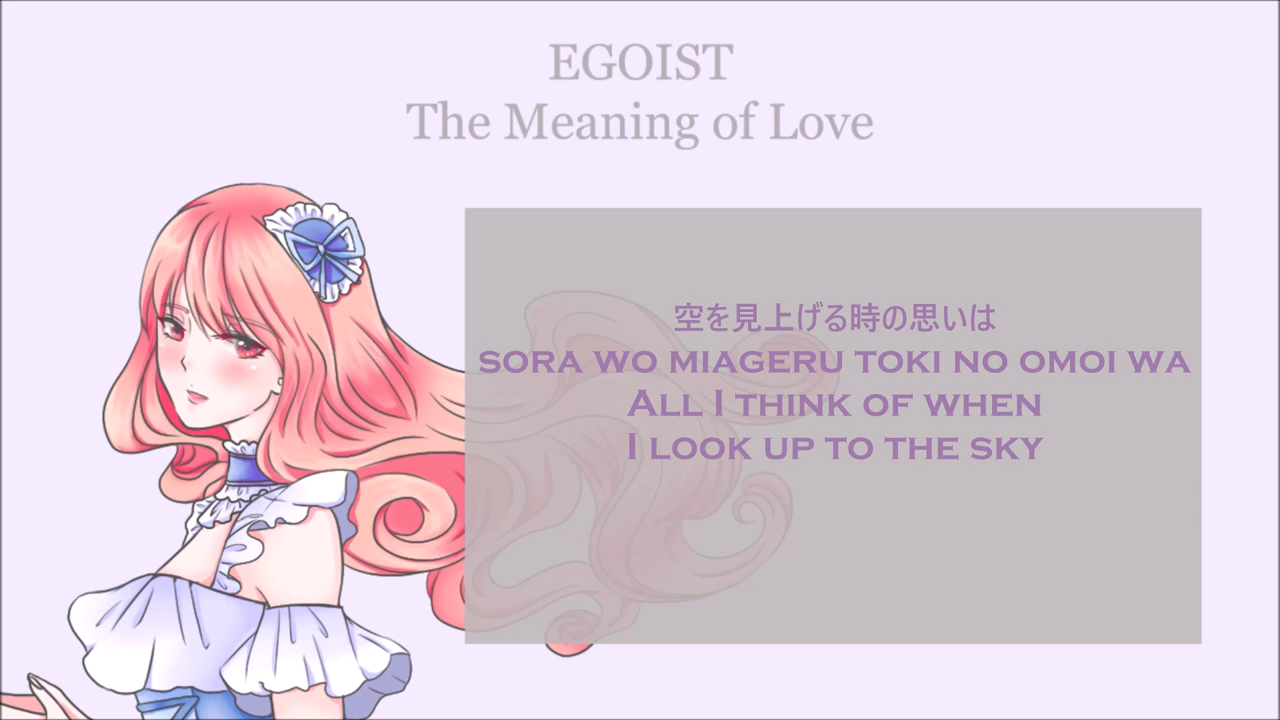 EGOIST
The Meaning of Love
空を見上げる時の思いは
SORA WO MIAGERU TOKI NO OMOI WA
ALL I THINK OF WHEN
I LOOK UP TO THE SKY